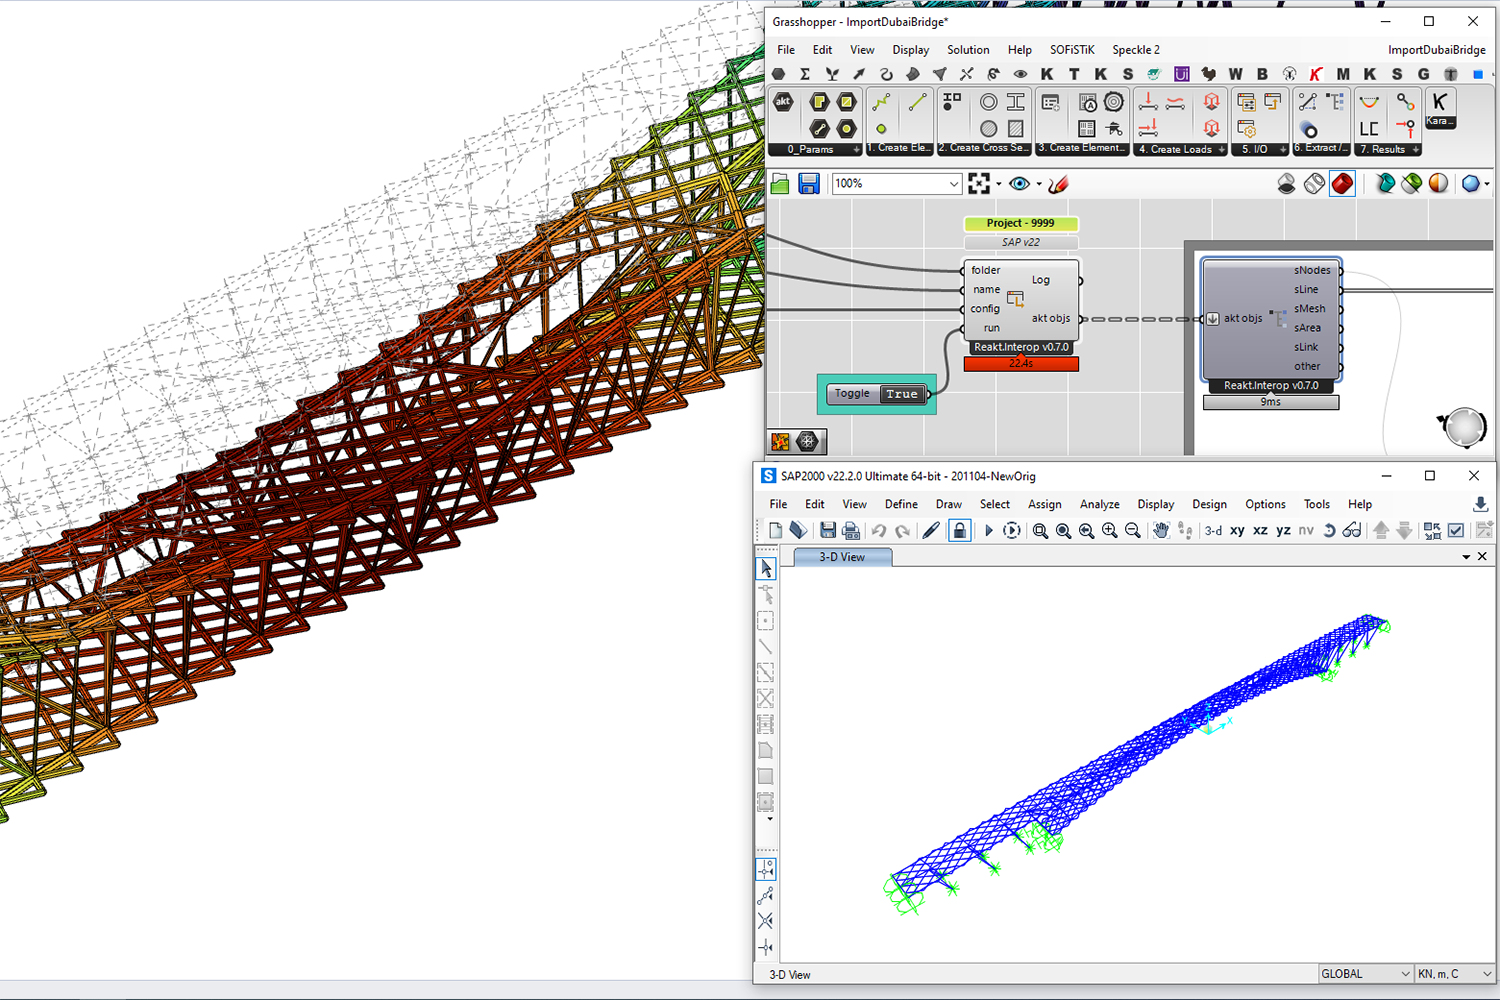 Grasshopper - ImportDubaiBridge*
File Edit View Display Solution Help SOFiSTiK Speckle 2 ImportDubaiBridge
K T K S Ui W B K M K S G T
akt
LC
K
Kara...
0_Params
1. Create Ele...
2. Create Cross Se...
3. Create Element...
4. Create Loads
5. I/O
6. Extract /...
7. Results
100%
Project - 9999
SAP v22
folder
name
config
run
Log
akt objs
Reakt.Interop v0.7.0
22.4s
Toggle True
akt objs
sNodes
sLine
sMesh
sArea
sLink
other
Reakt.Interop v0.7.0
9ms
S SAP2000 v22.2.0 Ultimate 64-bit - 201104-NewOrig
File Edit View Define Draw Select Assign Analyze Display Design Options Tools Help
3-d xy xz yz nv
3-D View
X
3-D View
GLOBAL
KN, m, C